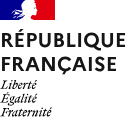 RÉPUBLIQUE
FRANÇAISE
Liberté
Égalité
Fraternité